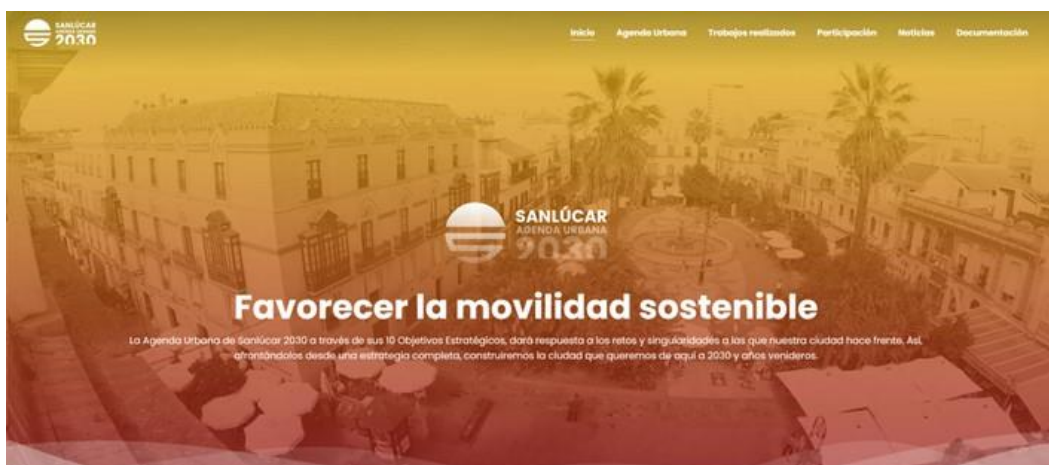 SANLÚCAR
AGENDA URBANA
2030
Inicio Agenda Urbana Trabajos realizados Participación Noticias Documentación
SANLÚCAR
AGENDA URBANA
2030
Favorecer la movilidad sostenible
La Agenda Urbana de Sanlúcar 2030 a través de sus 10 Objetivos Estratégicos, dará respuesta a los retos y singularidades a las que nuestra ciudad hace frente. Así,
afrontándolos desde una estrategia completa, construiremos la ciudad que queremos de aquí a 2030 y años venideros.